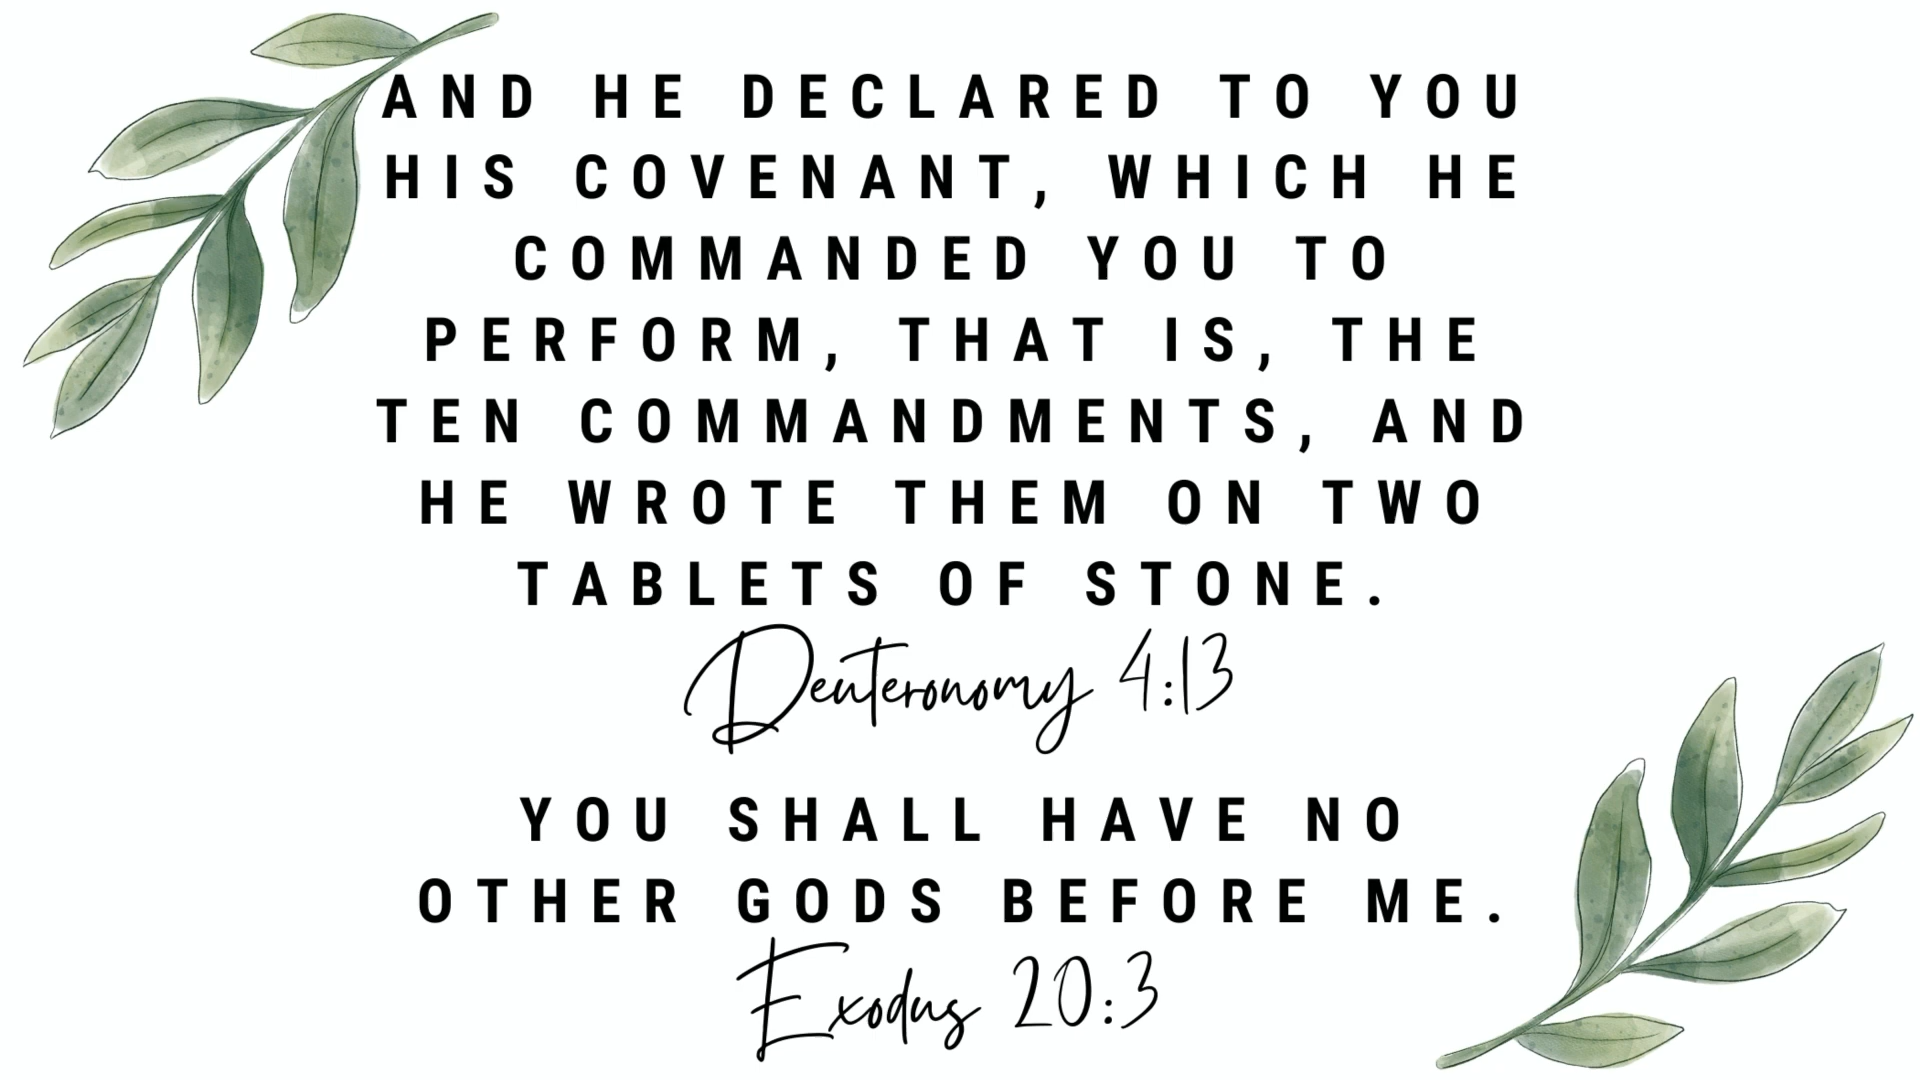 AND HE DECLARED TO YOU
HIS COVENANT, WHICH HE
COMMANDED YOU TO
PERFORM, THAT IS, THE
TEN COMMANDMENTS, AND
HE WROTE THEM ON TWO
TABLETS OF STONE.
Deuteronomy 4:13
YOU SHALL HAVE NO
OTHER GODS BEFORE ME.
Exodus 20:3